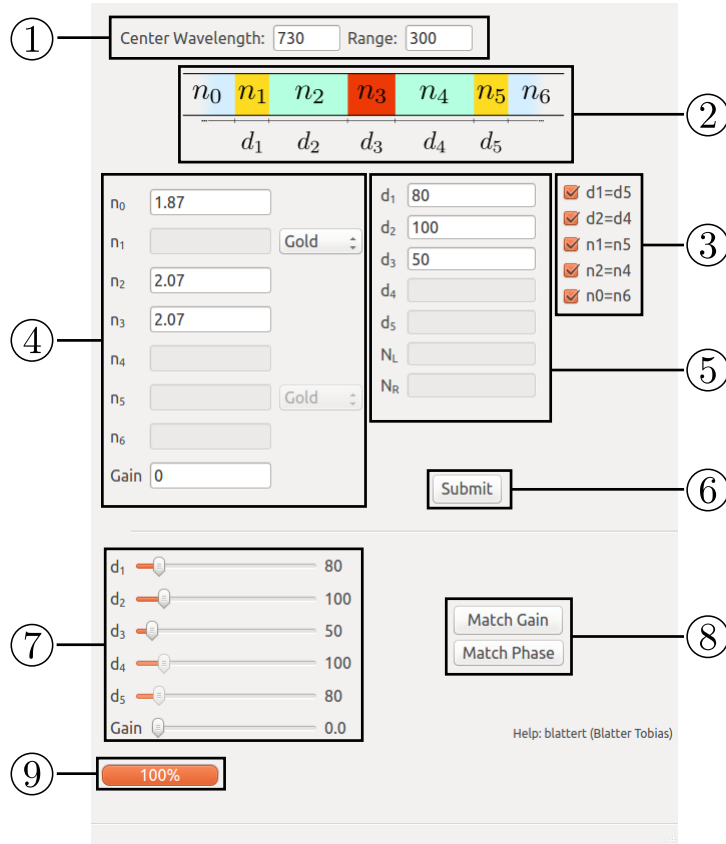 ① Center Wavelength: 730 Range: 300
n0 n1 n2 n3 n4 n5 n6
②
d1 d2 d3 d4 d5
n0 1.87
n1 Gold
n2 2.07
n3 2.07
④
n4
n5 Gold
n6
Gain 0
d1 80
d2 100
d3 50
d4
d5
NL
NR
⑤
d1=d5
d2=d4
n1=n5
n2=n4
n0=n6
③
Submit ⑥
d1 80
d2 100
d3 50
⑦
d4 100
d5 80
Gain 0.0
Match Gain
⑧
Match Phase
Help: blattert (Blatter Tobias)
⑨ 100%